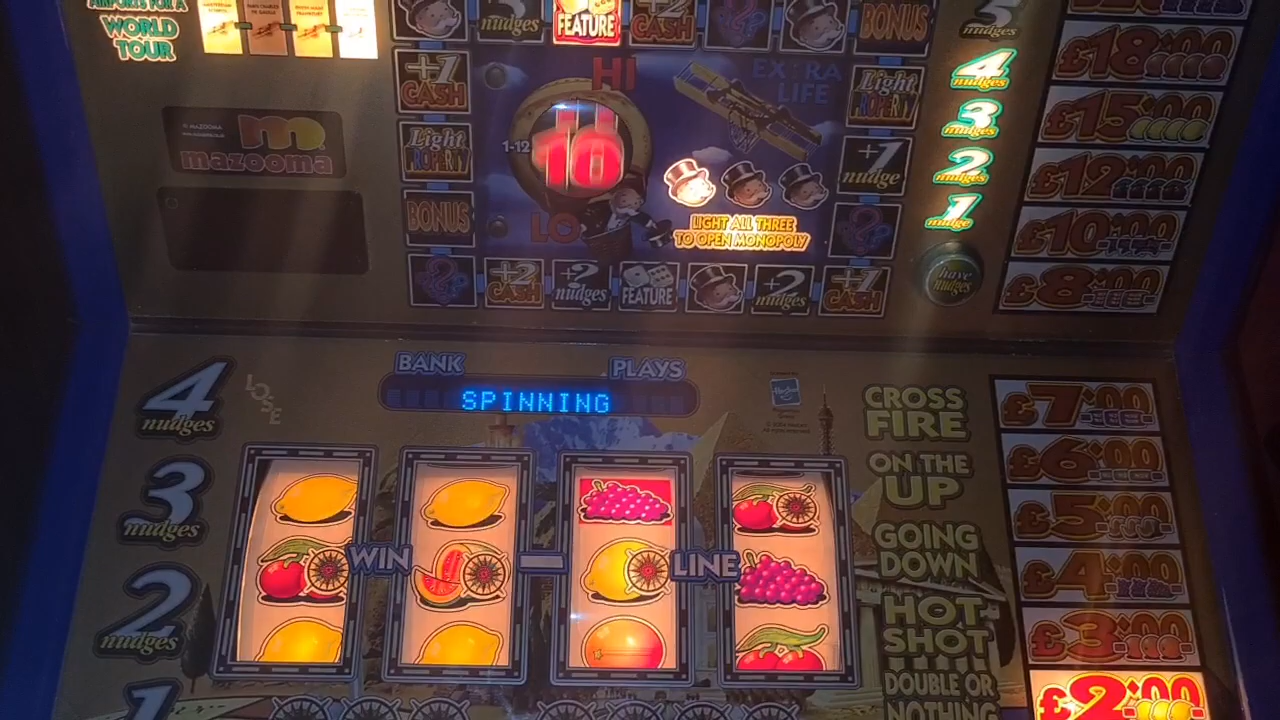 AIRPORTS FOR A
WORLD
TOUR
nudges
FEATURE
+2
CASH
BONUS
5
nudges
£18.00
+1
CASH
HI
EXTRA
LIFE
Light
PROPERTY
4
nudges
£15.00
m
mazooma
Light
PROPERTY
1-12
10
+1
nudge
3
nudges
2
nudges
£12.00
BONUS
LO
LIGHT ALL THREE
TO OPEN MONOPOLY
1
nudge
£10.00
+2
CASH
+2
nudges
FEATURE
+2
nudges
+1
CASH
have
nudges
£8.00
BANK
PLAYS
SPINNING
4
nudges
LOSE
CROSS
FIRE
£7.00
3
nudges
ON THE
UP
£6.00
£5.00
WIN
LINE
GOING
DOWN
£4.00
2
nudges
HOT
SHOT
£3.00
DOUBLE OR
NOTHING
£2.00
1